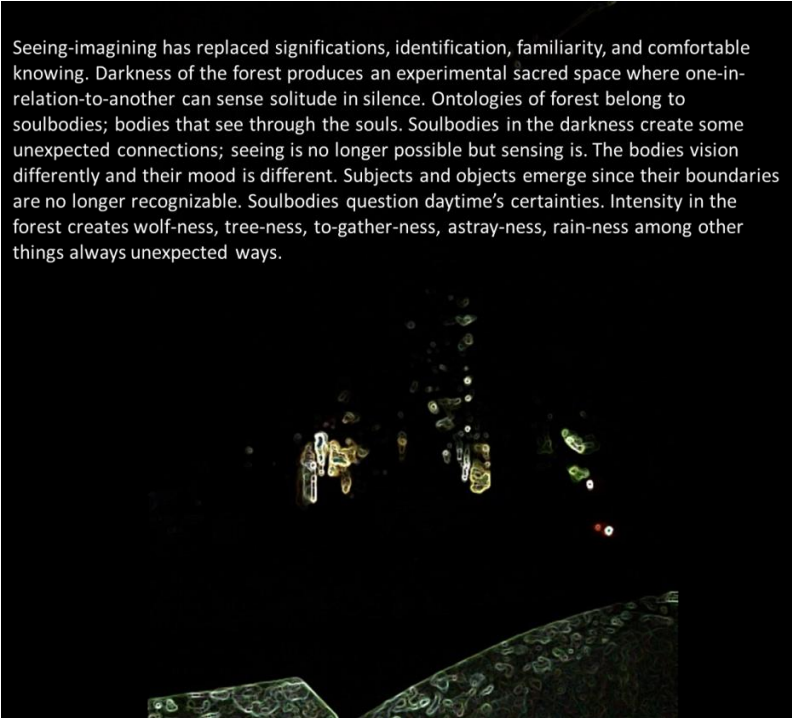 Seeing-imagining has replaced significations, identification, familiarity, and comfortable
knowing. Darkness of the forest produces an experimental sacred space where one-in-
relation-to-another can sense solitude in silence. Ontologies of forest belong to
soulbodies; bodies that see through the souls. Soulbodies in the darkness create some
unexpected connections; seeing is no longer possible but sensing is. The bodies vision
differently and their mood is different. Subjects and objects emerge since their boundaries
are no longer recognizable. Soulbodies question daytime's certainties. Intensity in the
forest creates wolf-ness, tree-ness, to-gather-ness, astray-ness, rain-ness among other
things always unexpected ways.